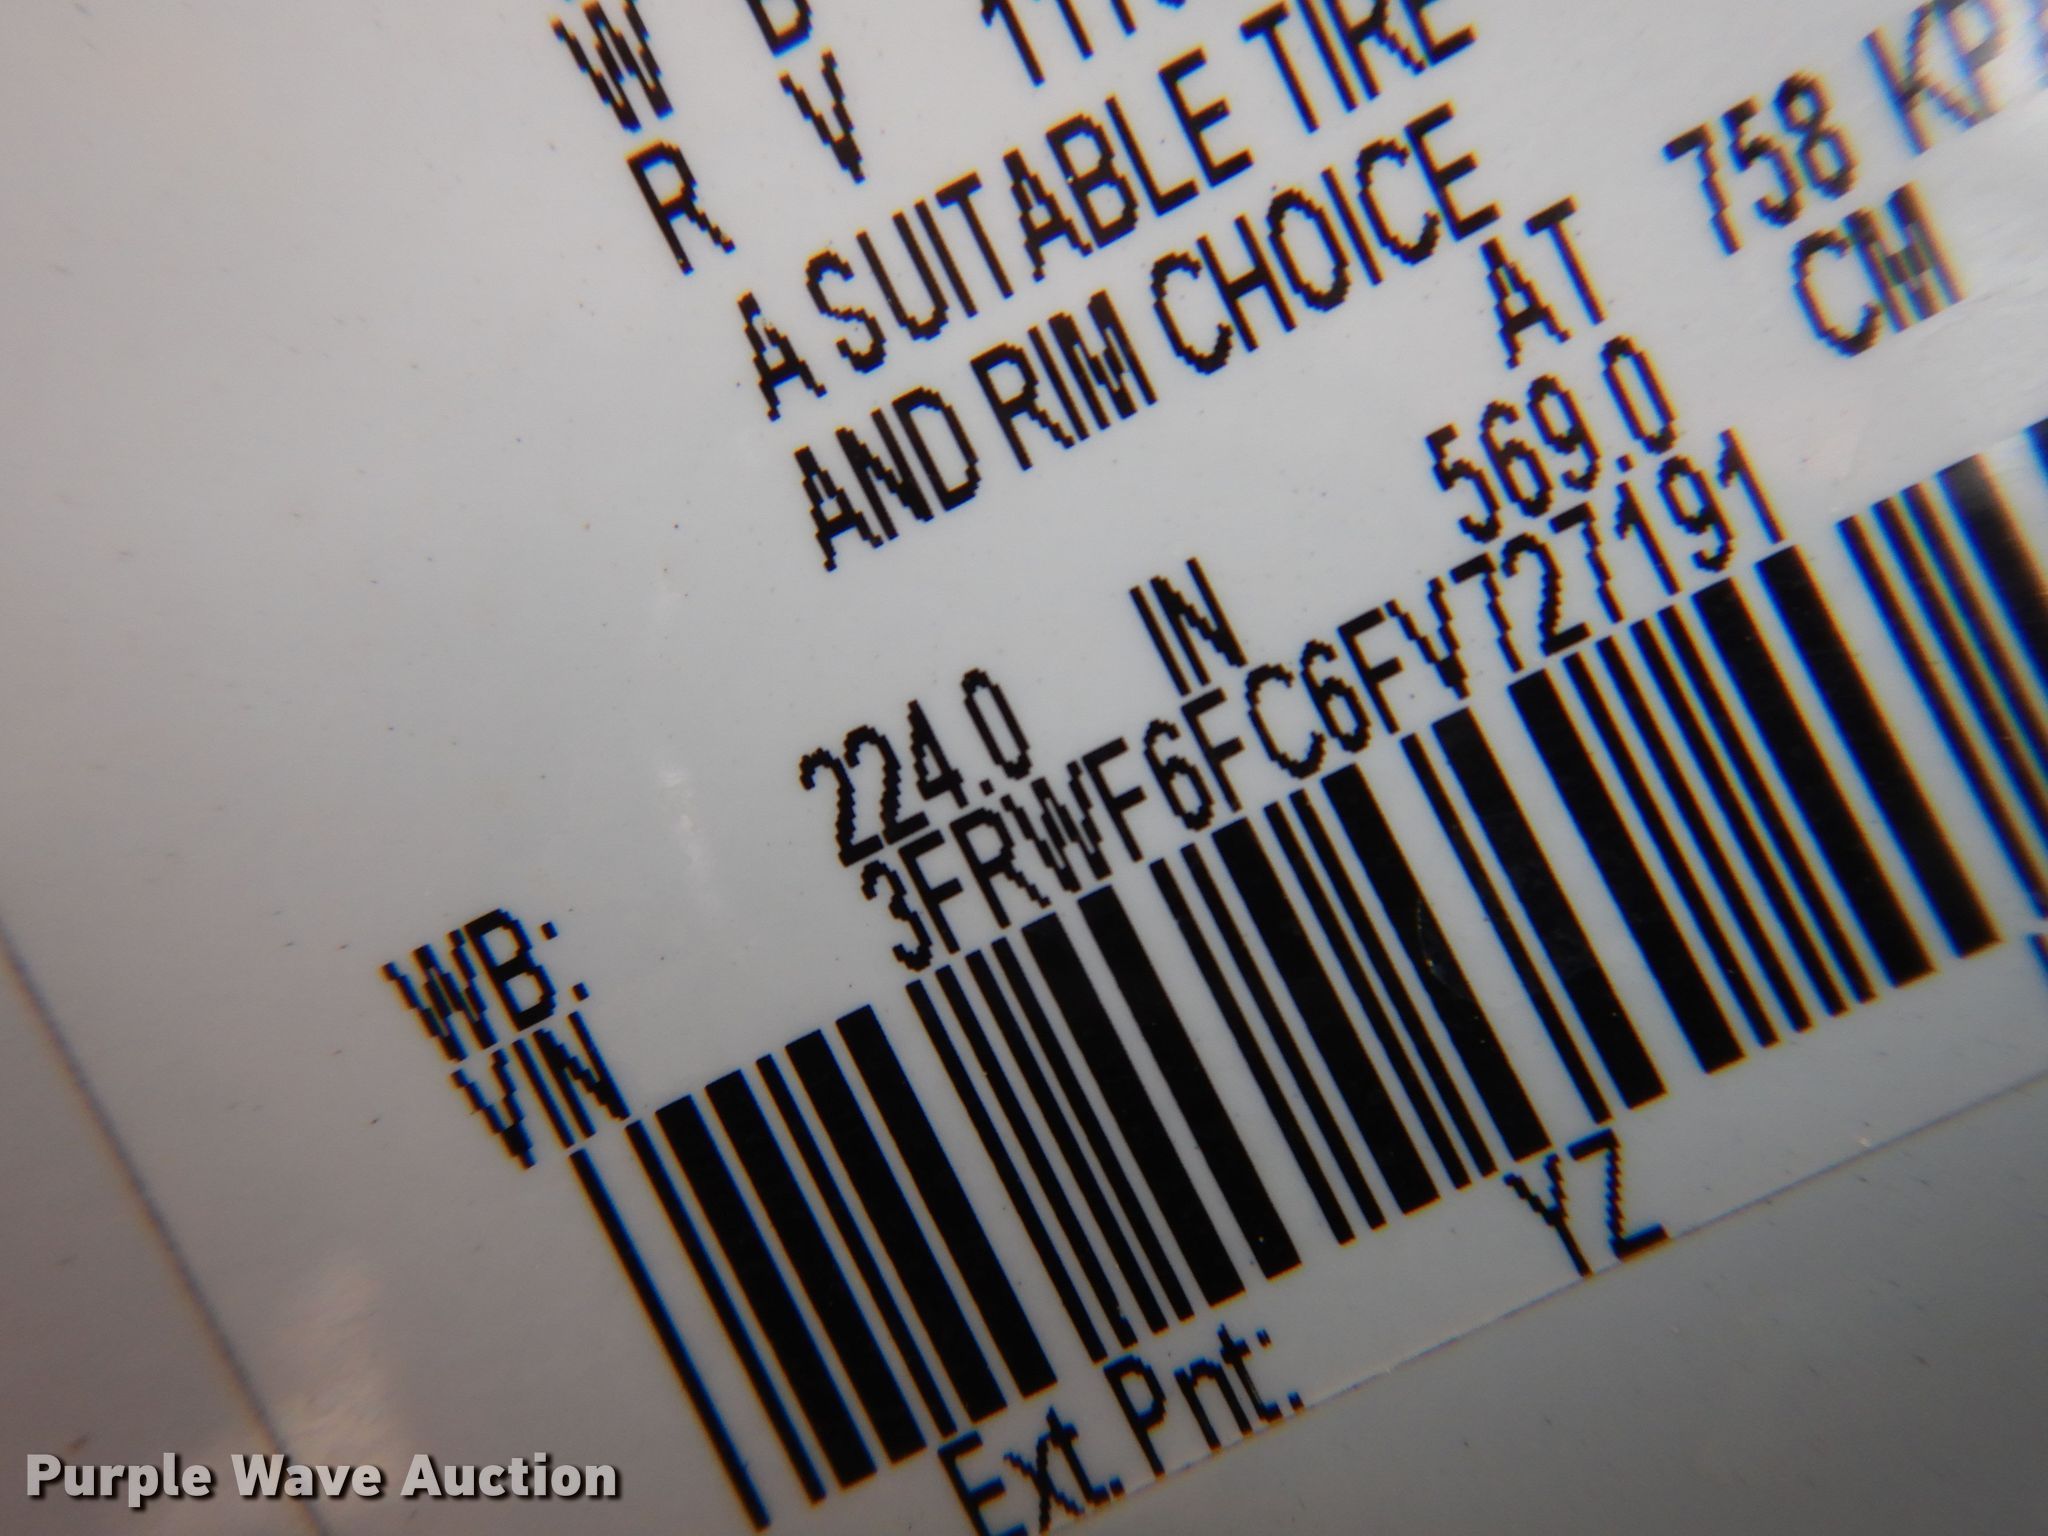 A SUITABLE TIRE
AND RIM CHOICE
AT 758
WB: 224.0 IN 569.0 CM
VIN: 3FRWF6FC6FV727191
Ext. Pnt: YZ
Purple Wave Auction